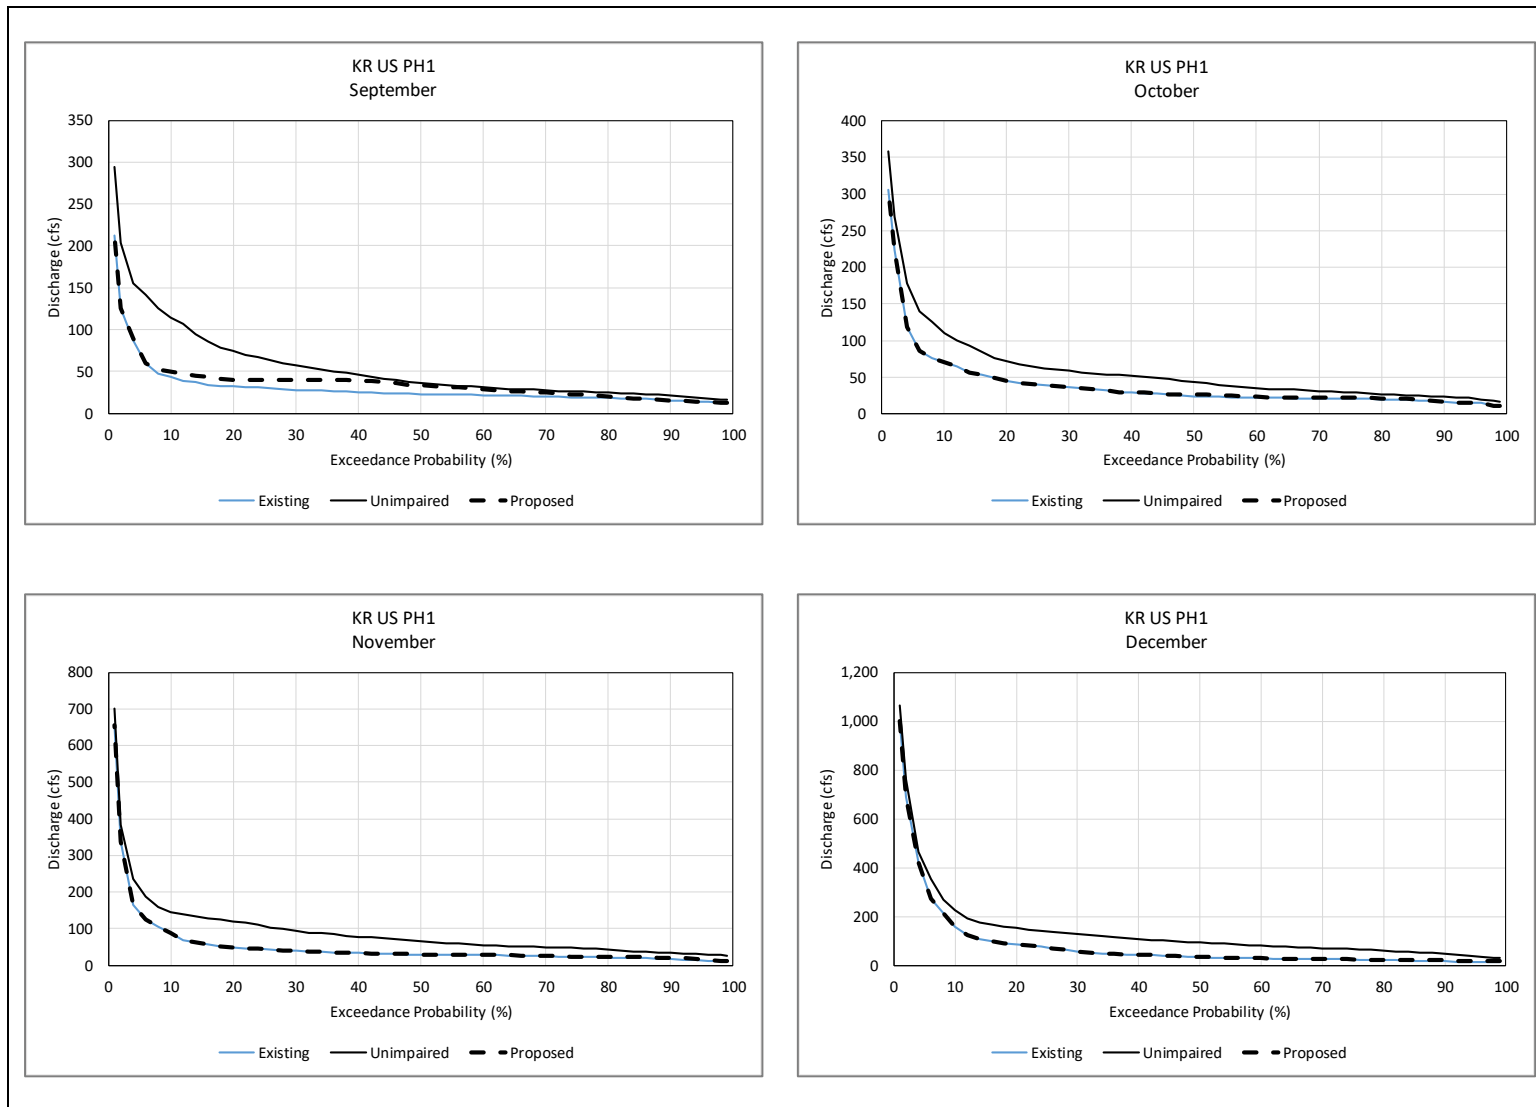 KR US PH1
September
350
300
250
200
150
100
50
0
Discharge (cfs)
0 10 20 30 40 50 60 70 80 90 100
Exceedance Probability (%)
Existing Unimpaired Proposed
KR US PH1
October
400
350
300
250
200
150
100
50
0
Discharge (cfs)
0 10 20 30 40 50 60 70 80 90 100
Exceedance Probability (%)
Existing Unimpaired Proposed
KR US PH1
November
800
700
600
500
400
300
200
100
0
Discharge (cfs)
0 10 20 30 40 50 60 70 80 90 100
Exceedance Probability (%)
Existing Unimpaired Proposed
KR US PH1
December
1,200
1,000
800
600
400
200
0
Discharge (cfs)
0 10 20 30 40 50 60 70 80 90 100
Exceedance Probability (%)
Existing Unimpaired Proposed